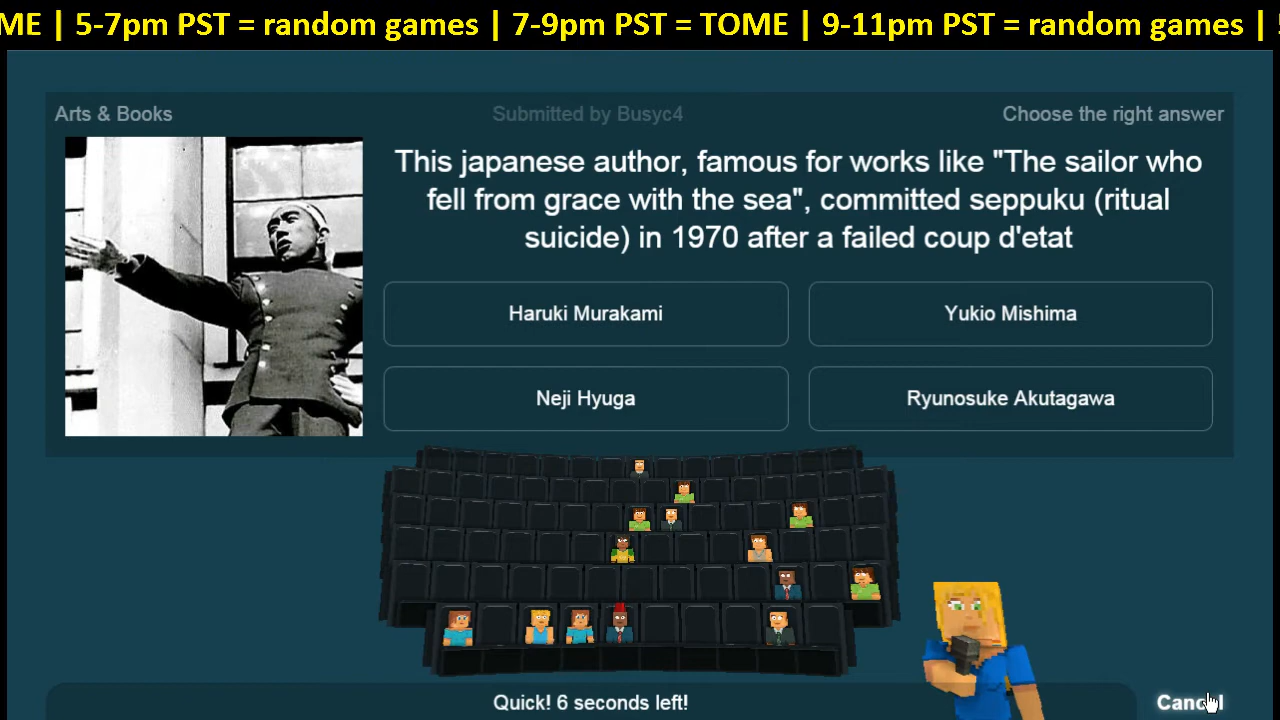 ME | 5-7pm PST = random games | 7-9pm PST = TOME | 9-11pm PST = random games |
Arts & Books
Submitted by Busyc4
Choose the right answer
This japanese author, famous for works like "The sailor who
fell from grace with the sea", committed seppuku (ritual
suicide) in 1970 after a failed coup d'etat
Haruki Murakami
Yukio Mishima
Neji Hyuga
Ryunosuke Akutagawa
Quick! 6 seconds left!
Cancel